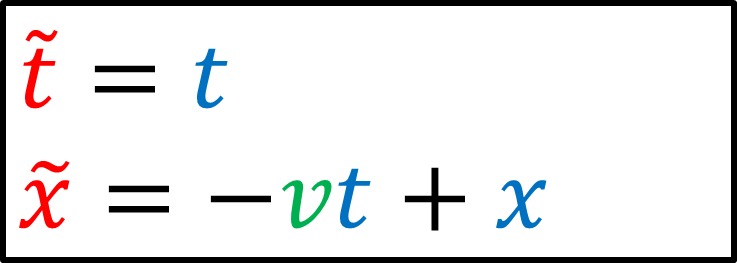 t̃ = t
x̃ = −vt + x